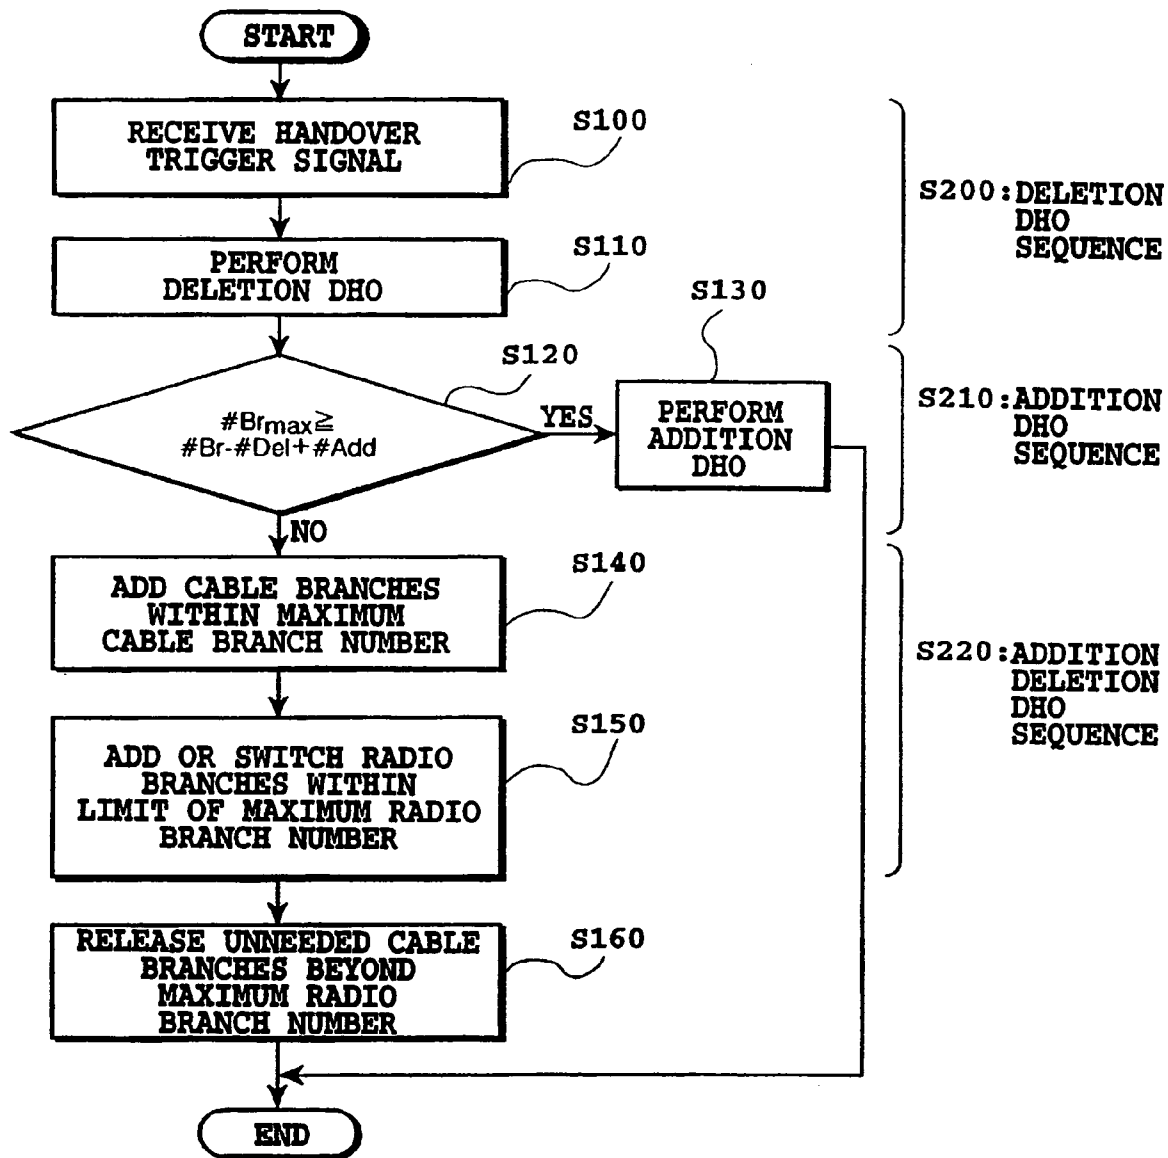 START
RECEIVE HANDOVER
TRIGGER SIGNAL
S100
S200:DELETION
DHO
SEQUENCE
PERFORM
DELETION DHO
S110
S120
#Brmax≧
#Br-#Del+#Add
YES
S130
PERFORM
ADDITION
DHO
S210:ADDITION
DHO
SEQUENCE
NO
ADD CABLE BRANCHES
WITHIN MAXIMUM
CABLE BRANCH NUMBER
S140
S220:ADDITION
DELETION
DHO
SEQUENCE
ADD OR SWITCH RADIO
BRANCHES WITHIN
LIMIT OF MAXIMUM RADIO
BRANCH NUMBER
S150
RELEASE UNNEEDED CABLE
BRANCHES BEYOND
MAXIMUM RADIO
BRANCH NUMBER
S160
END